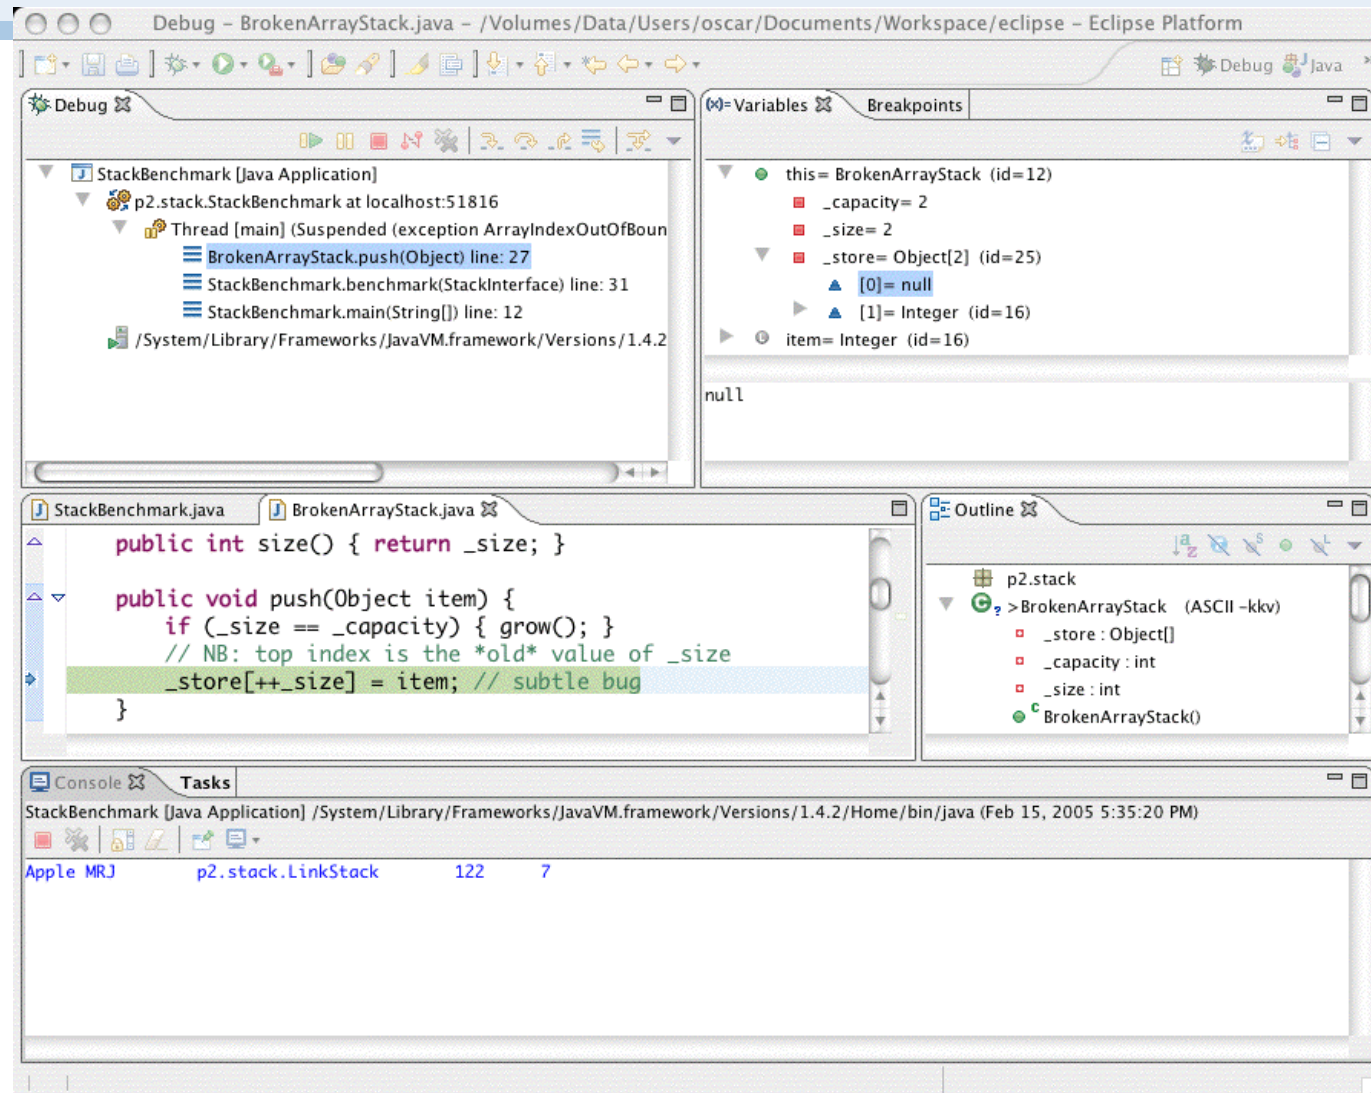 Debug – BrokenArrayStack.java – /Volumes/Data/Users/oscar/Documents/Workspace/eclipse – Eclipse Platform
Debug Java
Debug
StackBenchmark [Java Application]
p2.stack.StackBenchmark at localhost:51816
Thread [main] (Suspended (exception ArrayIndexOutOfBoun
BrokenArrayStack.push(Object) line: 27
StackBenchmark.benchmark(StackInterface) line: 31
StackBenchmark.main(String[]) line: 12
/System/Library/Frameworks/JavaVM.framework/Versions/1.4.2
(x)= Variables Breakpoints
this= BrokenArrayStack (id=12)
_capacity= 2
_size= 2
_store= Object[2] (id=25)
[0]= null
[1]= Integer (id=16)
item= Integer (id=16)
null
StackBenchmark.java BrokenArrayStack.java
public int size() { return _size; }
public void push(Object item) {
if (_size == _capacity) { grow(); }
// NB: top index is the *old* value of _size
_store[++_size] = item; // subtle bug
}
Outline
p2.stack
>BrokenArrayStack (ASCII -kkv)
_store : Object[]
_capacity : int
_size : int
BrokenArrayStack()
Console Tasks
StackBenchmark [Java Application] /System/Library/Frameworks/JavaVM.framework/Versions/1.4.2/Home/bin/java (Feb 15, 2005 5:35:20 PM)
Apple MRJ p2.stack.LinkStack 122 7